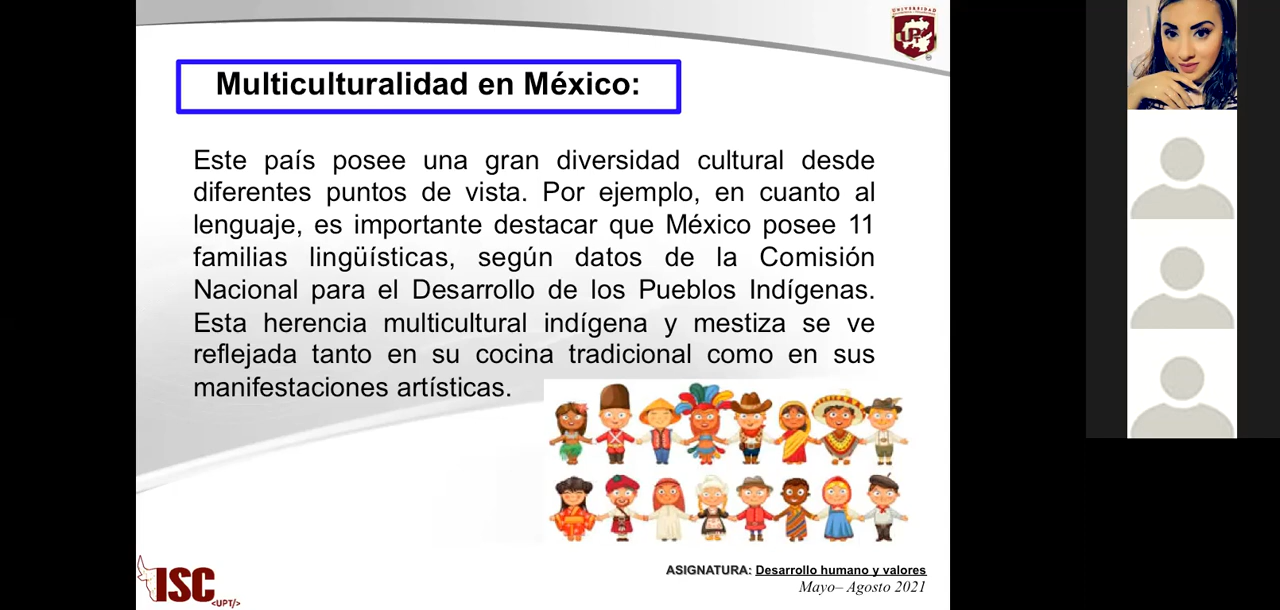 UNIVERSIDAD
UPT
Multiculturalidad en México:
Este país posee una gran diversidad cultural desde
diferentes puntos de vista. Por ejemplo, en cuanto al
lenguaje, es importante destacar que México posee 11
familias lingüísticas, según datos de la Comisión
Nacional para el Desarrollo de los Pueblos Indígenas.
Esta herencia multicultural indígena y mestiza se ve
reflejada tanto en su cocina tradicional como en sus
manifestaciones artísticas.
ISC
<UPT/>
ASIGNATURA: Desarrollo humano y valores
Mayo– Agosto 2021